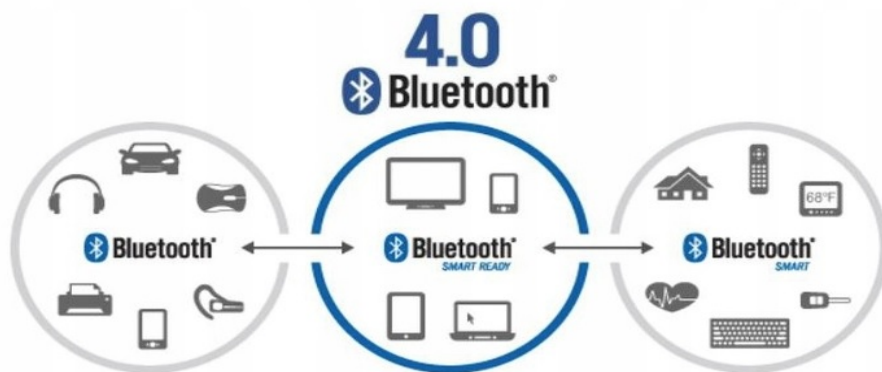 4.0
Bluetooth®
Bluetooth®
Bluetooth®
SMART READY
Bluetooth®
SMART
68°F